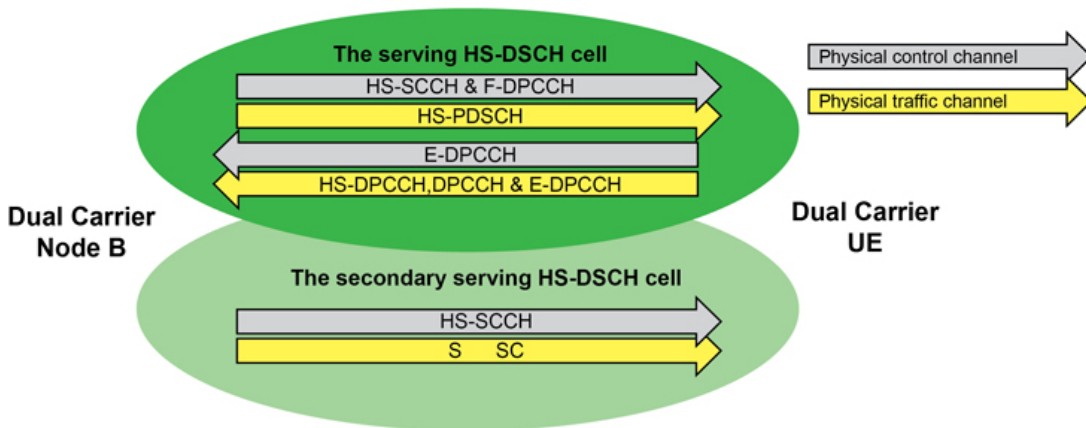 The serving HS-DSCH cell
HS-SCCH & F-DPCCH
HS-PDSCH
E-DPCCH
HS-DPCCH,DPCCH & E-DPCCH
Physical control channel
Physical traffic channel
Dual Carrier
Node B
Dual Carrier
UE
The secondary serving HS-DSCH cell
HS-SCCH
S SC